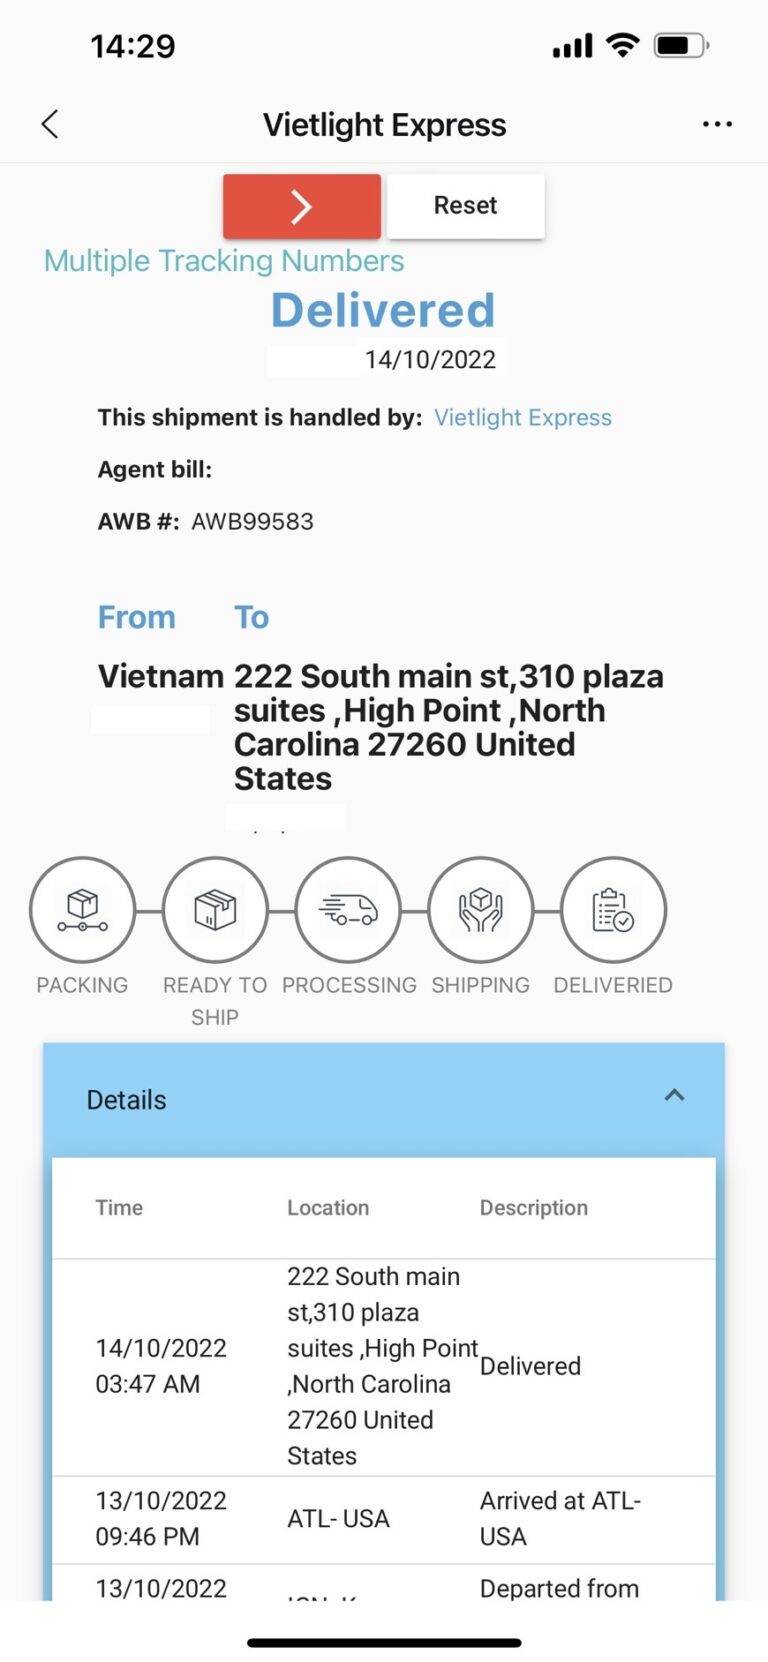 14:29
Vietlight Express
Reset
Multiple Tracking Numbers
Delivered
14/10/2022
This shipment is handled by: Vietlight Express
Agent bill:
AWB #: AWB99583
From To
Vietnam 222 South main st,310 plaza
suites ,High Point ,North
Carolina 27260 United
States
PACKING READY TO PROCESSING SHIPPING DELIVERIED
SHIP
Details
Time Location Description
222 South main
st,310 plaza
14/10/2022 suites ,High Point
Delivered
03:47 AM ,North Carolina
27260 United
States
13/10/2022 Arrived at ATL-
ATL- USA
09:46 PM USA
13/10/2022 Departed from